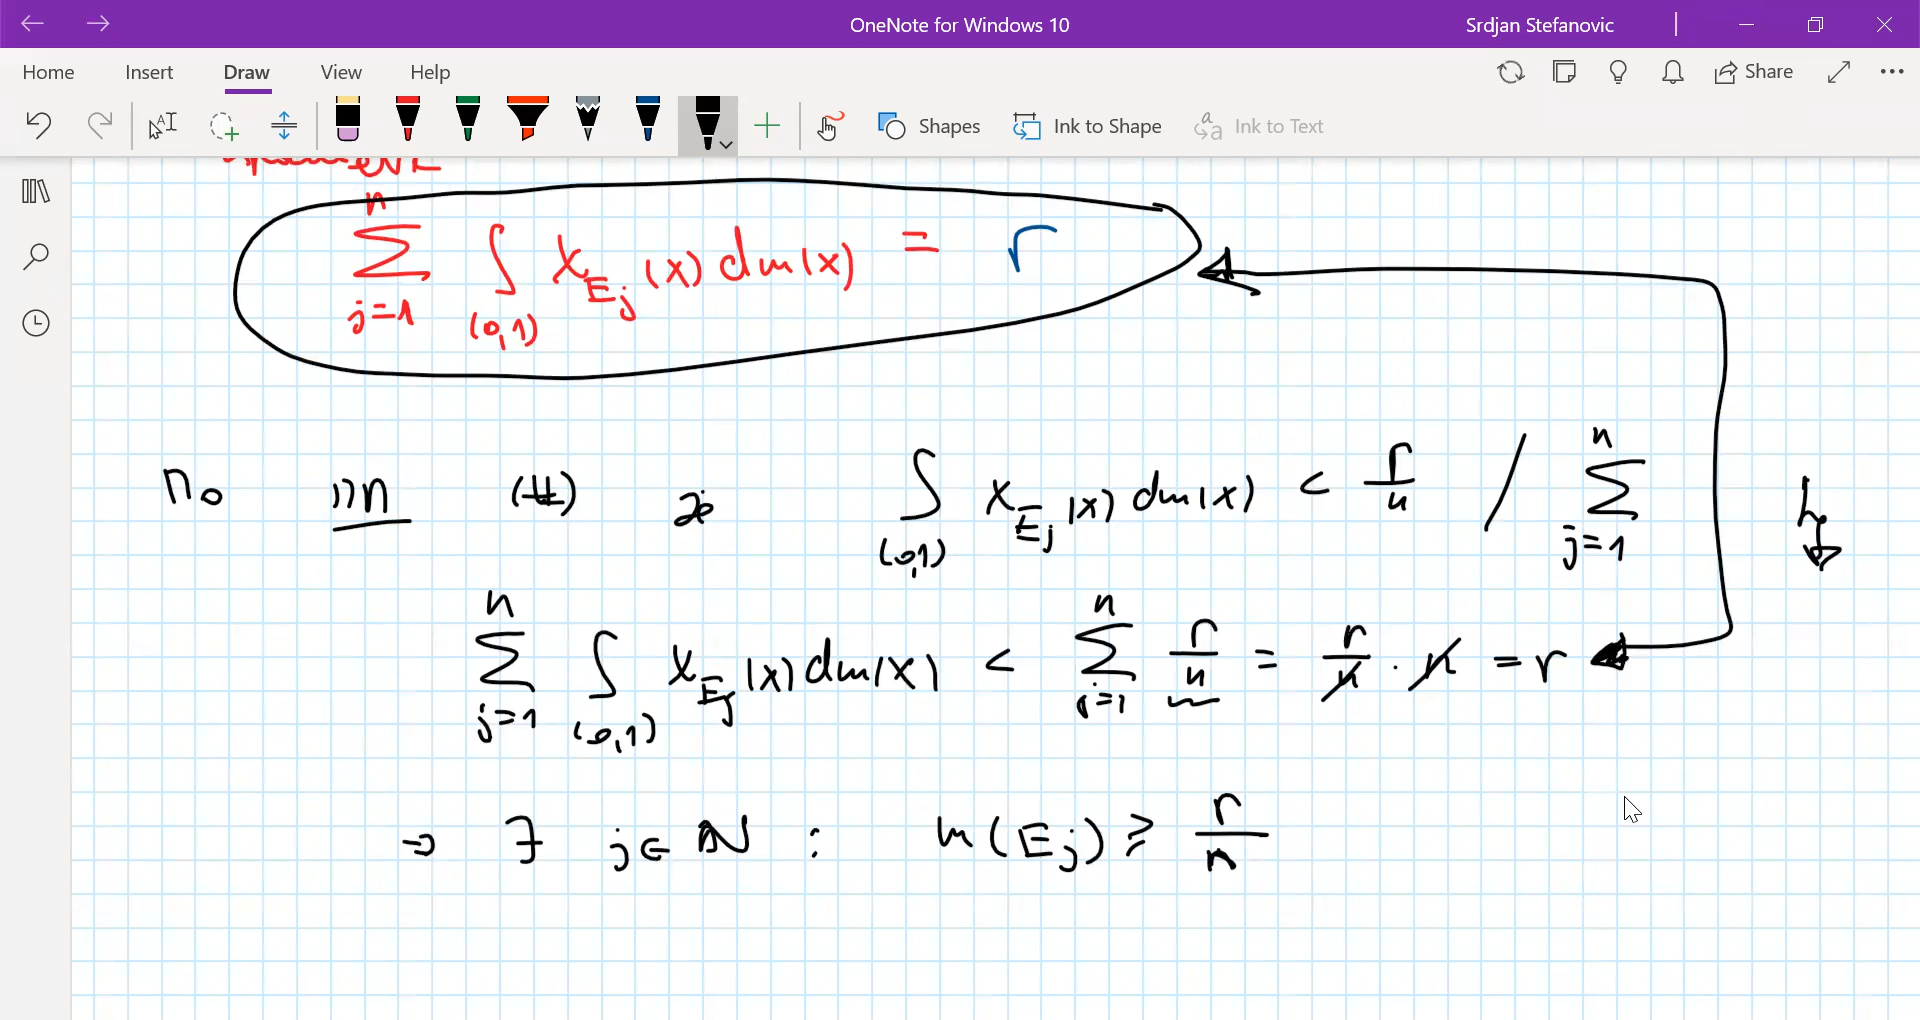 OneNote for Windows 10
Srdjan Stefanovic
Home Insert Draw View Help
Share
Shapes Ink to Shape Ink to Text
n
∑ ∫ χ_{E_j}(x) dm(x) = r
j=1 (0,1)
∫ χ_{E_j}(x) dm(x) < r/n / ∑
(0,1) j=1 n
n n
∑ ∫ χ_{E_j}(x) dm(x) < ∑ r/n = r/n · n = r
j=1 (0,1) j=1
⇒ ∃ j ∈ N : m(E_j) ≥ r/n